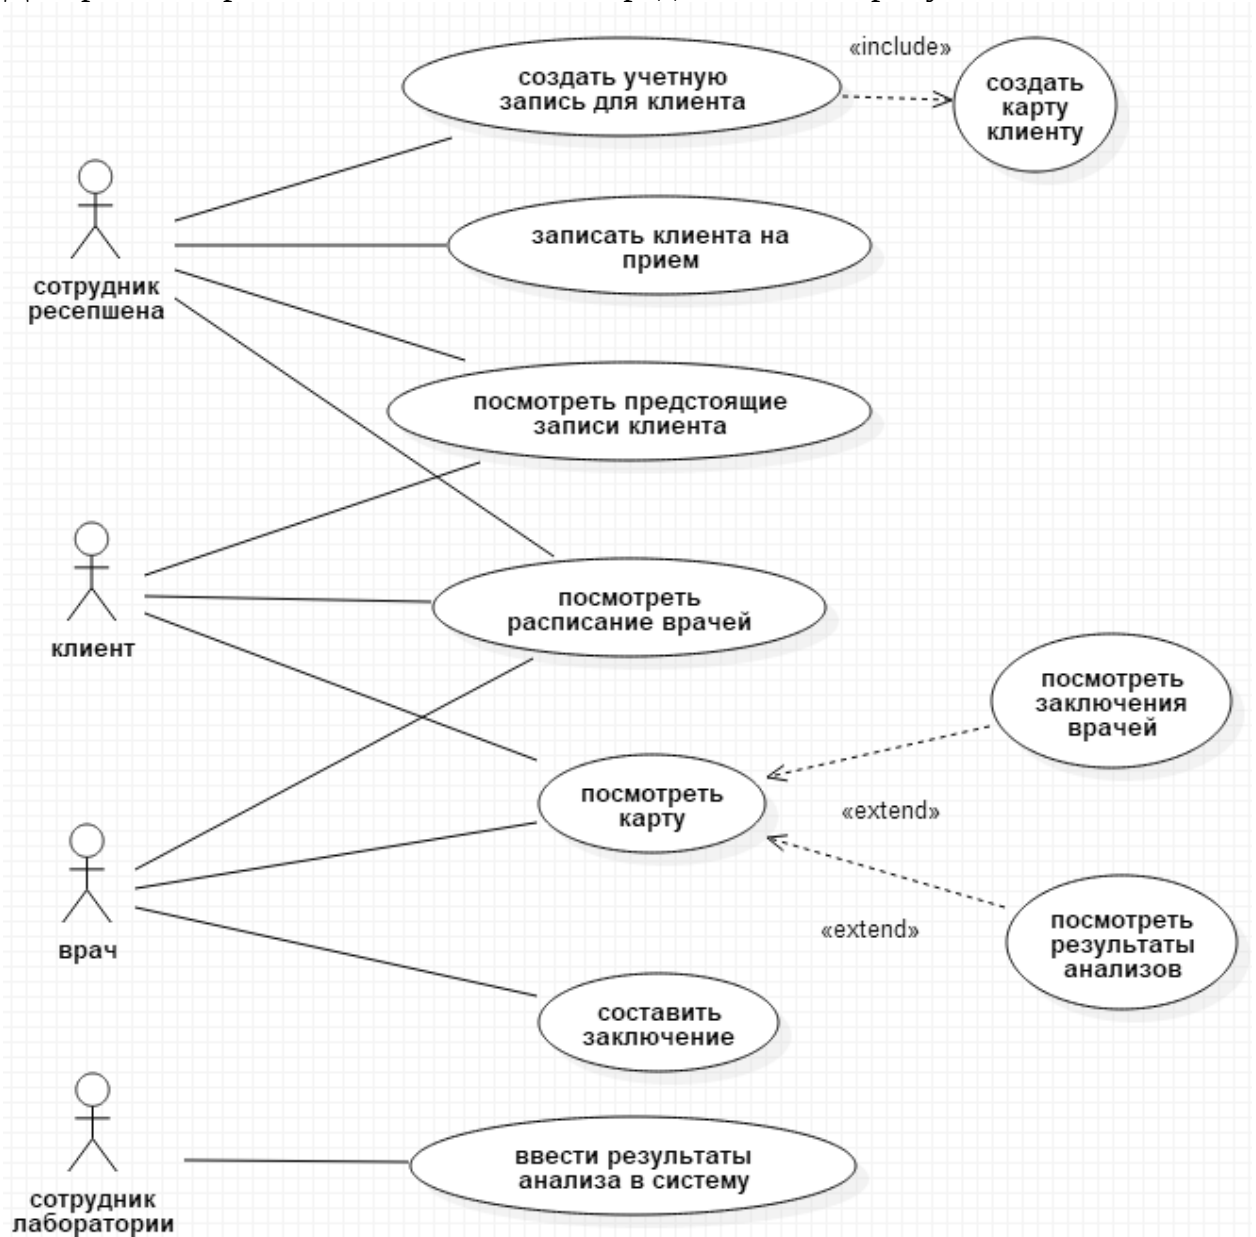 «include»
создать учетную
запись для клиента
создать
карту
клиенту
записать клиента на
прием
сотрудник
ресепшена
посмотреть предстоящие
записи клиента
посмотреть
расписание врачей
клиент
посмотреть
заключения
врачей
посмотреть
карту
«extend»
«extend»
посмотреть
результаты
анализов
врач
составить
заключение
ввести результаты
анализа в систему
сотрудник
лаборатории